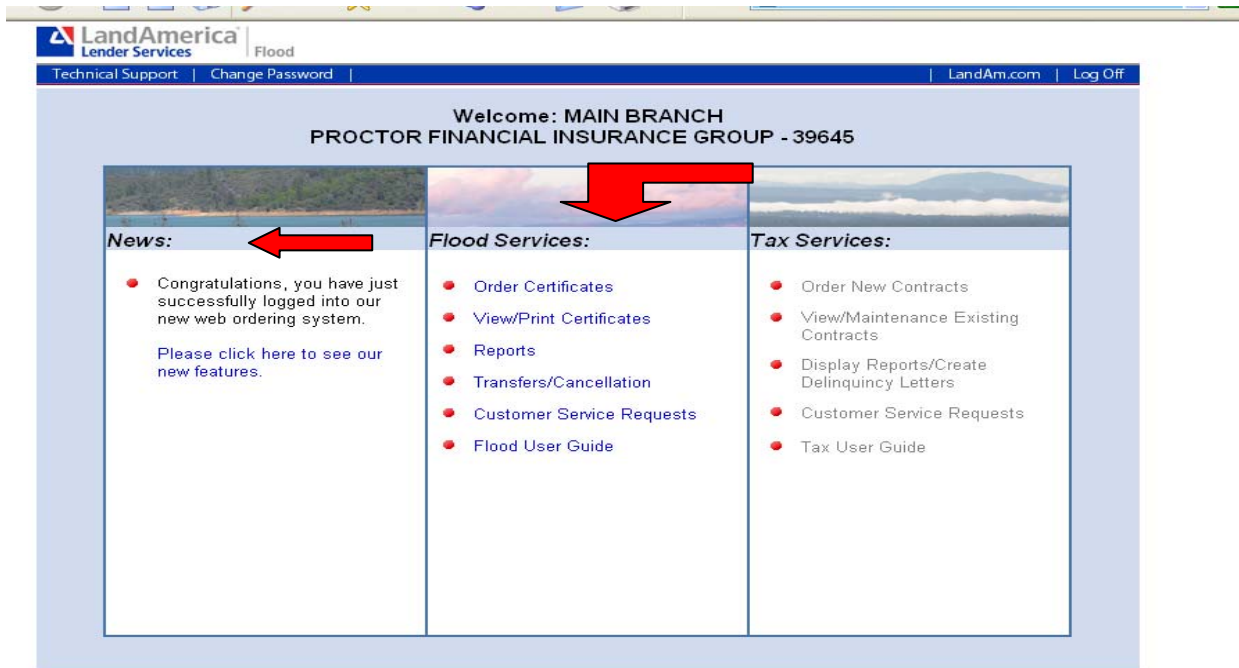 LandAmerica
Lender Services | Flood
Technical Support | Change Password | | LandAm.com | Log Off
Welcome: MAIN BRANCH
PROCTOR FINANCIAL INSURANCE GROUP - 39645
News:
Congratulations, you have just
successfully logged into our
new web ordering system.
Please click here to see our
new features.
Flood Services:
Order Certificates
View/Print Certificates
Reports
Transfers/Cancellation
Customer Service Requests
Flood User Guide
Tax Services:
Order New Contracts
View/Maintenance Existing
Contracts
Display Reports/Create
Delinquincy Letters
Customer Service Requests
Tax User Guide